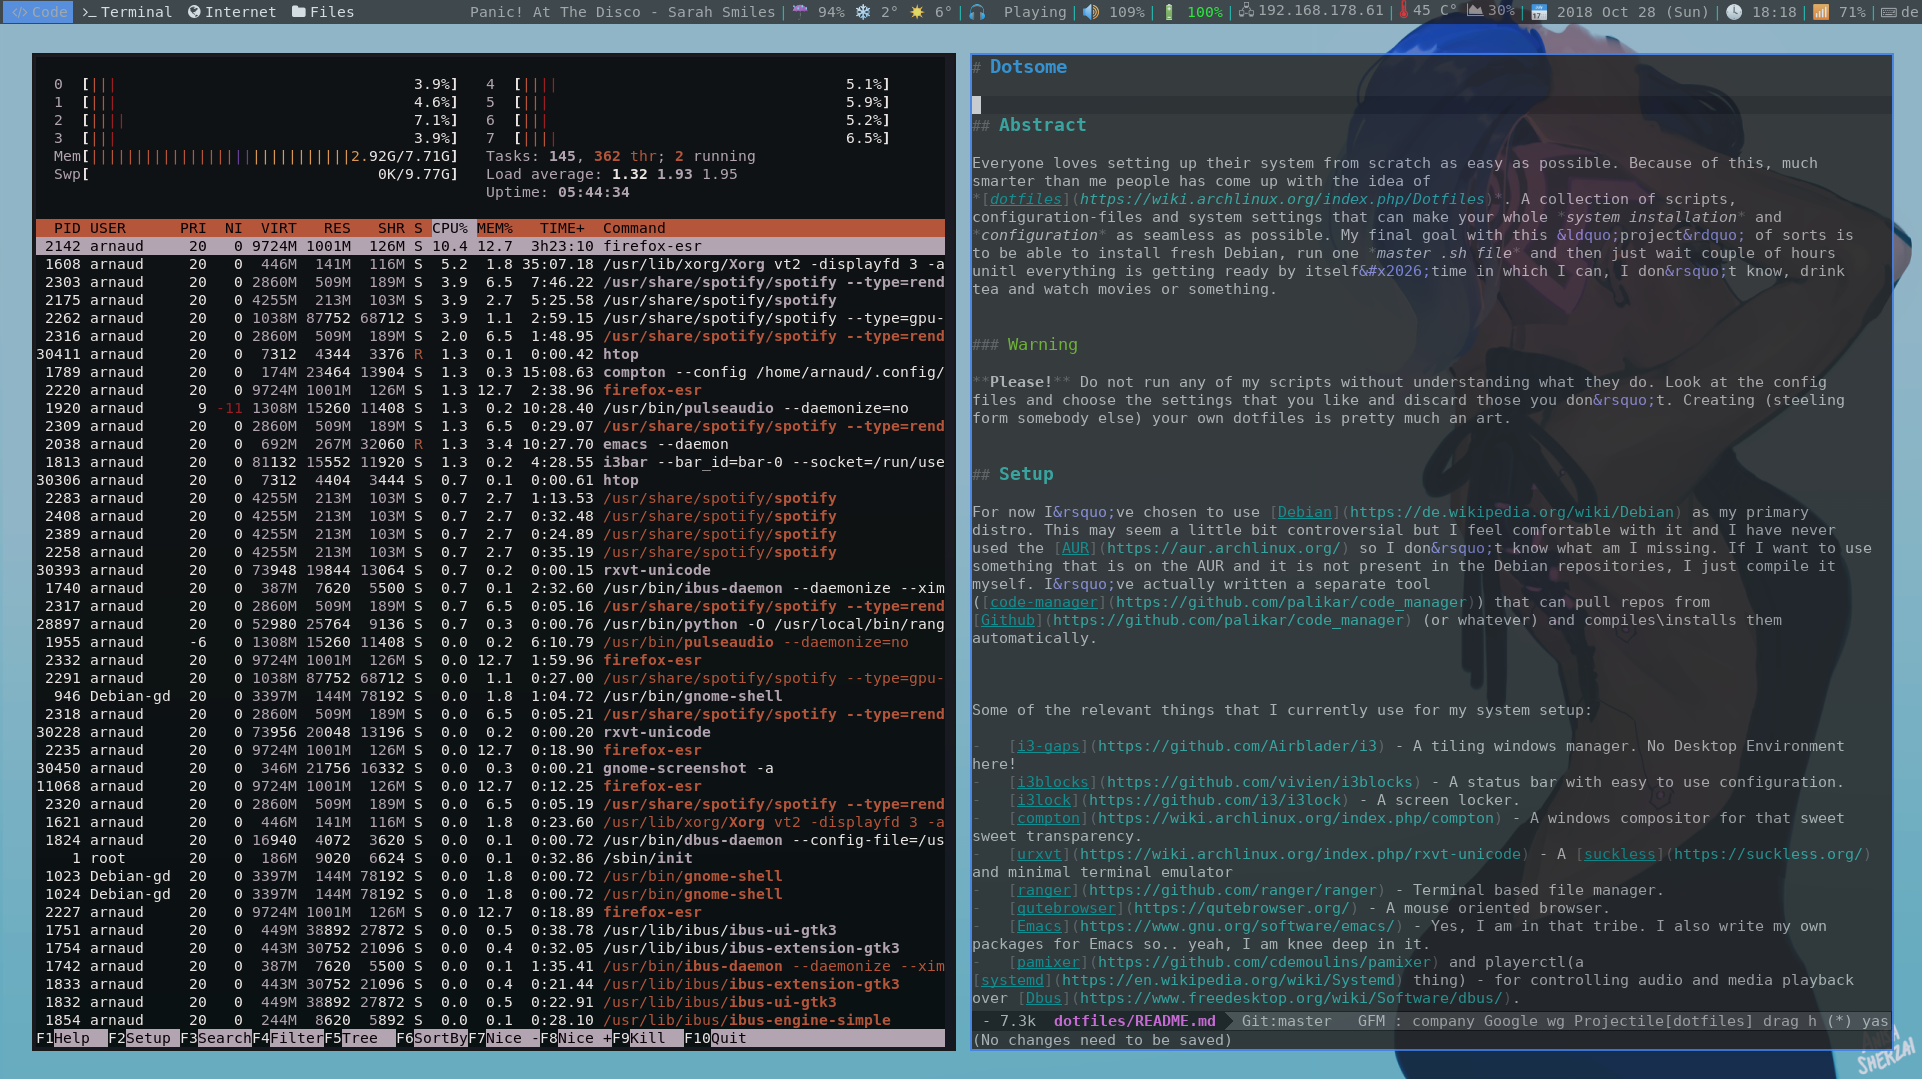 </> Code >_ Terminal Internet Files Panic! At The Disco - Sarah Smiles | 94% 2° 6° | Playing | 109% | 100% | 192.168.178.61 | 45 C° 30% | 2018 Oct 28 (Sun) | 18:18 | 71% | de
0 [||| 3.9%] 4 [|||| 5.1%]
1 [||| 4.6%] 5 [||| 5.9%]
2 [|||| 7.1%] 6 [||| 5.2%]
3 [||| 3.9%] 7 [|||| 6.5%]
Mem[|||||||||||||||||||||||||||||2.92G/7.71G] Tasks: 145, 362 thr; 2 running
Swp[ 0K/9.77G] Load average: 1.32 1.93 1.95
Uptime: 05:44:34
PID USER PRI NI VIRT RES SHR S CPU% MEM% TIME+ Command
2142 arnaud 20 0 9724M 1001M 126M S 10.4 12.7 3h23:10 firefox-esr
1608 arnaud 20 0 446M 141M 116M S 5.2 1.8 35:07.18 /usr/lib/xorg/Xorg vt2 -displayfd 3 -a
2303 arnaud 20 0 2860M 509M 189M S 3.9 6.5 7:46.22 /usr/share/spotify/spotify --type=rend
2175 arnaud 20 0 4255M 213M 103M S 3.9 2.7 5:25.58 /usr/share/spotify/spotify
2262 arnaud 20 0 1038M 87752 68712 S 3.9 1.1 2:59.15 /usr/share/spotify/spotify --type=gpu-
2316 arnaud 20 0 2860M 509M 189M S 2.0 6.5 1:48.95 /usr/share/spotify/spotify --type=rend
30411 arnaud 20 0 7312 4344 3376 R 1.3 0.1 0:00.42 htop
1789 arnaud 20 0 174M 23464 13904 S 1.3 0.3 15:08.63 compton --config /home/arnaud/.config/
2220 arnaud 20 0 9724M 1001M 126M S 1.3 12.7 2:38.96 firefox-esr
1920 arnaud 9 -11 1308M 15260 11408 S 1.3 0.2 10:28.40 /usr/bin/pulseaudio --daemonize=no
2309 arnaud 20 0 2860M 509M 189M S 1.3 6.5 0:29.07 /usr/share/spotify/spotify --type=rend
2038 arnaud 20 0 692M 267M 32060 R 1.3 3.4 10:27.70 emacs --daemon
1813 arnaud 20 0 81132 15552 11920 S 1.3 0.2 4:28.55 i3bar --bar_id=bar-0 --socket=/run/use
30306 arnaud 20 0 7312 4404 3444 S 0.7 0.1 0:00.61 htop
2283 arnaud 20 0 4255M 213M 103M S 0.7 2.7 1:13.53 /usr/share/spotify/spotify
2408 arnaud 20 0 4255M 213M 103M S 0.7 2.7 0:32.48 /usr/share/spotify/spotify
2389 arnaud 20 0 4255M 213M 103M S 0.7 2.7 0:24.89 /usr/share/spotify/spotify
2258 arnaud 20 0 4255M 213M 103M S 0.7 2.7 0:35.19 /usr/share/spotify/spotify
30393 arnaud 20 0 73948 19844 13064 S 0.7 0.2 0:00.15 rxvt-unicode
1740 arnaud 20 0 387M 7620 5500 S 0.7 0.1 2:32.60 /usr/bin/ibus-daemon --daemonize --xim
2317 arnaud 20 0 2860M 509M 189M S 0.7 6.5 0:05.16 /usr/share/spotify/spotify --type=rend
28897 arnaud 20 0 52980 25764 9136 S 0.7 0.3 0:00.76 /usr/bin/python -O /usr/local/bin/rang
1955 arnaud -6 0 1308M 15260 11408 S 0.0 0.2 6:10.79 /usr/bin/pulseaudio --daemonize=no
2332 arnaud 20 0 9724M 1001M 126M S 0.0 12.7 1:59.96 firefox-esr
2291 arnaud 20 0 1038M 87752 68712 S 0.0 1.1 0:27.00 /usr/share/spotify/spotify --type=gpu-
946 Debian-gd 20 0 3397M 144M 78192 S 0.0 1.8 1:04.72 /usr/bin/gnome-shell
2318 arnaud 20 0 2860M 509M 189M S 0.0 6.5 0:05.21 /usr/share/spotify/spotify --type=rend
30228 arnaud 20 0 73956 20048 13196 S 0.0 0.2 0:00.20 rxvt-unicode
2235 arnaud 20 0 9724M 1001M 126M S 0.0 12.7 0:18.90 firefox-esr
30450 arnaud 20 0 346M 21756 16332 S 0.0 0.3 0:00.21 gnome-screenshot -a
11068 arnaud 20 0 9724M 1001M 126M S 0.0 12.7 0:12.25 firefox-esr
2320 arnaud 20 0 2860M 509M 189M S 0.0 6.5 0:05.19 /usr/share/spotify/spotify --type=rend
1621 arnaud 20 0 446M 141M 116M S 0.0 1.8 0:23.60 /usr/lib/xorg/Xorg vt2 -displayfd 3 -a
1824 arnaud 20 0 16940 4072 3620 S 0.0 0.1 0:00.72 /usr/bin/dbus-daemon --config-file=/us
1 root 20 0 186M 9020 6624 S 0.0 0.1 0:32.86 /sbin/init
1023 Debian-gd 20 0 3397M 144M 78192 S 0.0 1.8 0:00.72 /usr/bin/gnome-shell
1024 Debian-gd 20 0 3397M 144M 78192 S 0.0 1.8 0:00.72 /usr/bin/gnome-shell
2227 arnaud 20 0 9724M 1001M 126M S 0.0 12.7 0:18.89 firefox-esr
1751 arnaud 20 0 449M 38892 27872 S 0.0 0.5 0:38.78 /usr/lib/ibus/ibus-ui-gtk3
1754 arnaud 20 0 443M 30752 21096 S 0.0 0.4 0:32.05 /usr/lib/ibus/ibus-extension-gtk3
1742 arnaud 20 0 387M 7620 5500 S 0.0 0.1 1:35.41 /usr/bin/ibus-daemon --daemonize --xim
1833 arnaud 20 0 443M 30752 21096 S 0.0 0.4 0:21.44 /usr/lib/ibus/ibus-extension-gtk3
1832 arnaud 20 0 449M 38892 27872 S 0.0 0.5 0:22.91 /usr/lib/ibus/ibus-ui-gtk3
1854 arnaud 20 0 244M 8620 5892 S 0.0 0.1 0:28.10 /usr/lib/ibus/ibus-engine-simple
F1Help F2Setup F3SearchF4FilterF5Tree F6SortByF7Nice -F8Nice +F9Kill F10Quit
# Dotsome
## Abstract
Everyone loves setting up their system from scratch as easy as possible. Because of this, much
smarter than me people has come up with the idea of
*[dotfiles](https://wiki.archlinux.org/index.php/Dotfiles)*. A collection of scripts,
configuration-files and system settings that can make your whole *system installation* and
*configuration* as seamless as possible. My final goal with this &ldquo;project&rdquo; of sorts is
to be able to install fresh Debian, run one *master .sh file* and then just wait couple of hours
unitl everything is getting ready by itself&#x2026;time in which I can, I don&rsquo;t know, drink
tea and watch movies or something.
### Warning
**Please!** Do not run any of my scripts without understanding what they do. Look at the config
files and choose the settings that you like and discard those you don&rsquo;t. Creating (steeling
form somebody else) your own dotfiles is pretty much an art.
## Setup
For now I&rsquo;ve chosen to use [Debian](https://de.wikipedia.org/wiki/Debian) as my primary
distro. This may seem a little bit controversial but I feel comfortable with it and I have never
used the [AUR](https://aur.archlinux.org/) so I don&rsquo;t know what am I missing. If I want to use
something that is on the AUR and it is not present in the Debian repositories, I just compile it
myself. I&rsquo;ve actually written a separate tool
([code-manager](https://github.com/palikar/code_manager)) that can pull repos from
[Github](https://github.com/palikar/code_manager) (or whatever) and compiles\installs them
automatically.
Some of the relevant things that I currently use for my system setup:
- [i3-gaps](https://github.com/Airblader/i3) - A tiling windows manager. No Desktop Environment
here!
- [i3blocks](https://github.com/vivien/i3blocks) - A status bar with easy to use configuration.
- [i3lock](https://github.com/i3/i3lock) - A screen locker.
- [compton](https://wiki.archlinux.org/index.php/compton) - A windows compositor for that sweet
sweet transparency.
- [urxvt](https://wiki.archlinux.org/index.php/rxvt-unicode) - A [suckless](https://suckless.org/)
and minimal terminal emulator
- [ranger](https://github.com/ranger/ranger) - Terminal based file manager.
- [qutebrowser](https://qutebrowser.org/) - A mouse oriented browser.
- [Emacs](https://www.gnu.org/software/emacs/) - Yes, I am in that tribe. I also write my own
packages for Emacs so.. yeah, I am knee deep in it.
- [pamixer](https://github.com/cdemoulins/pamixer) and playerctl(a
[systemd](https://en.wikipedia.org/wiki/Systemd) thing) - for controlling audio and media playback
over [Dbus](https://www.freedesktop.org/wiki/Software/dbus/).
- 7.3k dotfiles/README.md Git:master GFM : company Google wg Projectile[dotfiles] drag h (*) yas
(No changes need to be saved)
SHERZAI